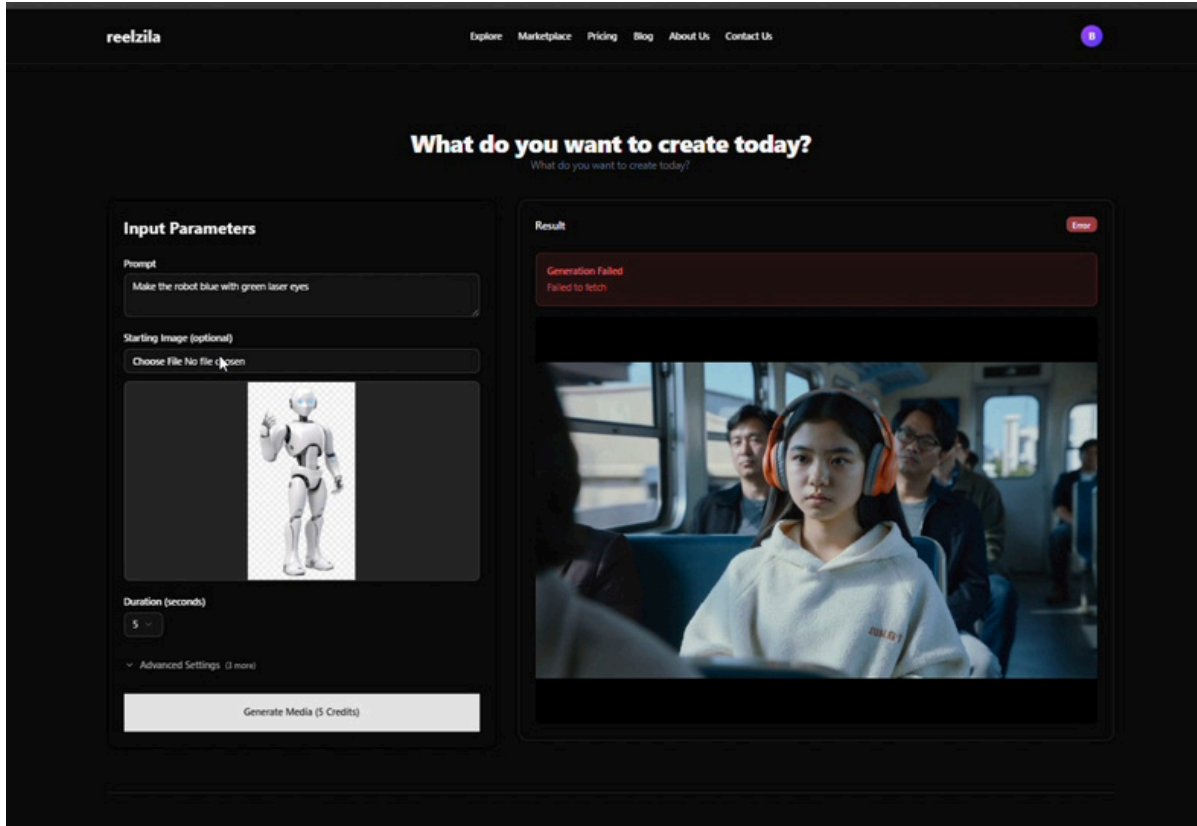 reelzila
Explore Marketplace Pricing Blog About Us Contact Us
B
What do you want to create today?
What do you want to create today?
Input Parameters
Prompt
Make the robot blue with green laser eyes
Starting Image (optional)
Choose File No file chosen
Duration (seconds)
5
Advanced Settings (3 more)
Generate Media (5 Credits)
Result
Error
Generation Failed
Failed to fetch